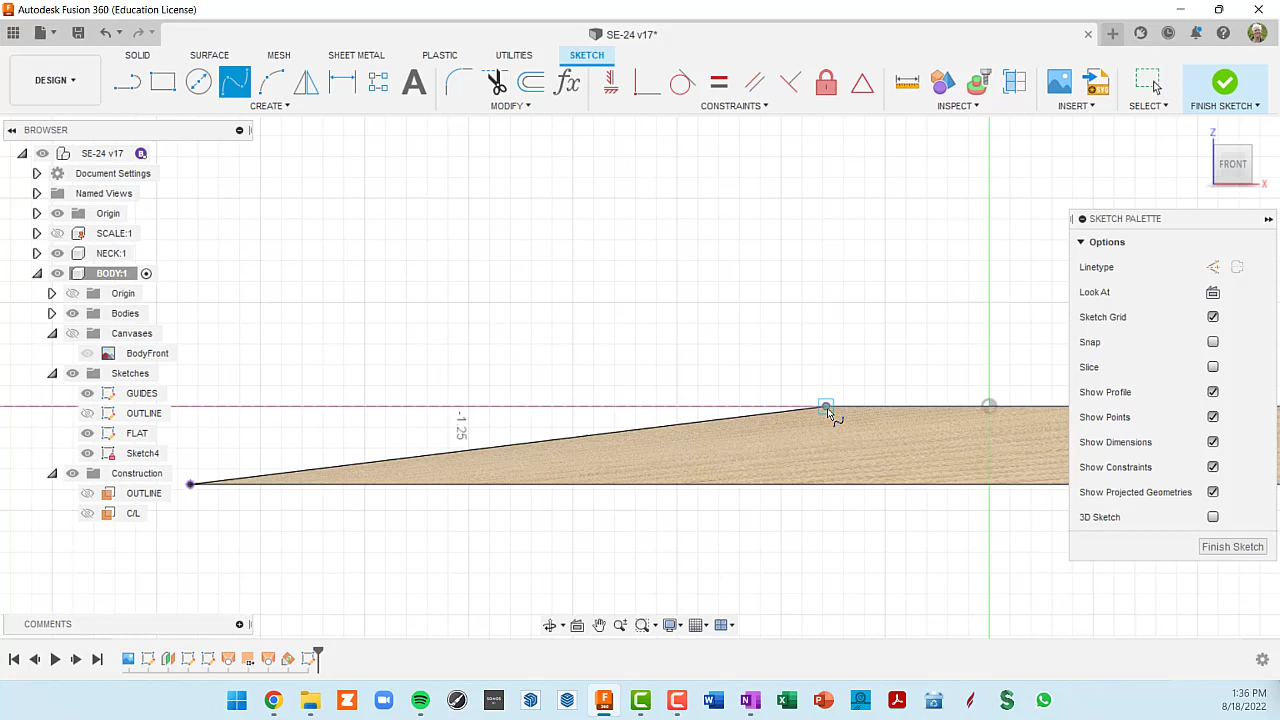 Autodesk Fusion 360 (Education License)
SE-24 v17*
SOLID SURFACE MESH SHEET METAL PLASTIC UTILITIES SKETCH
DESIGN
CREATE MODIFY CONSTRAINTS INSPECT INSERT SELECT FINISH SKETCH
BROWSER
SE-24 v17
Document Settings
Named Views
Origin
SCALE:1
NECK:1
BODY:1
Origin
Bodies
Canvases
BodyFront
Sketches
GUIDES
OUTLINE
FLAT
Sketch4
Construction
OUTLINE
C/L
-1.25
Z
FRONT
X
SKETCH PALETTE
Options
Linetype
Look At
Sketch Grid
Snap
Slice
Show Profile
Show Points
Show Dimensions
Show Constraints
Show Projected Geometries
3D Sketch
Finish Sketch
COMMENTS
1:36 PM
8/18/2022